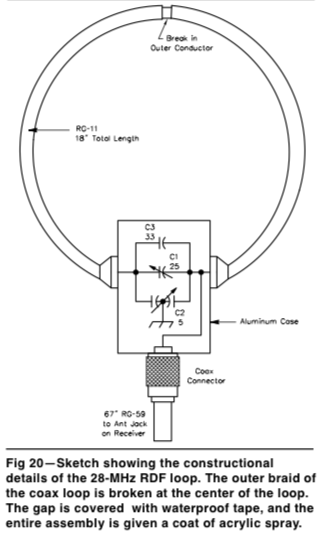 Break in
Outer Conductor
RG-11
18" Total Length
C3
33
C1
25
C2
5
Aluminum Case
Coax
Connector
67" RG-59
to Ant Jack
on Receiver
Fig 20—Sketch showing the constructional
details of the 28-MHz RDF loop. The outer braid of
the coax loop is broken at the center of the loop.
The gap is covered with waterproof tape, and the
entire assembly is given a coat of acrylic spray.